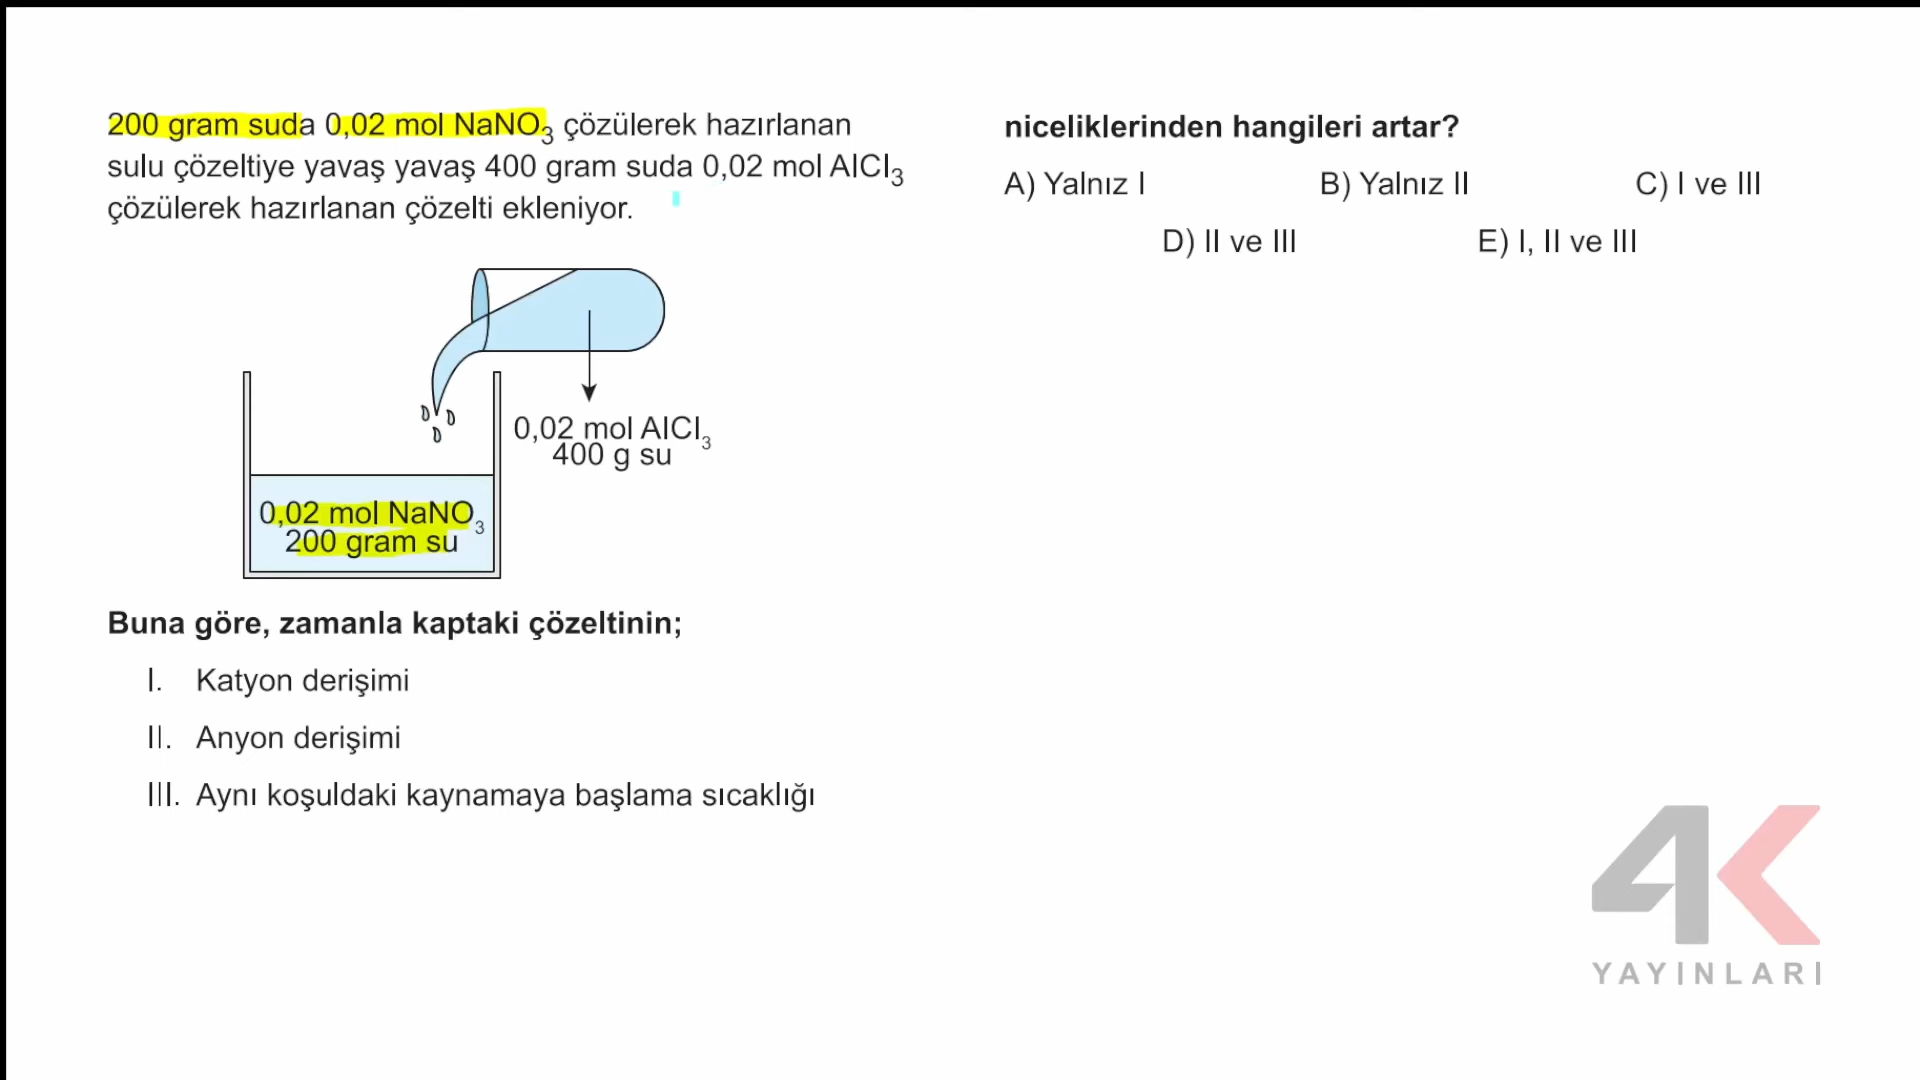 200 gram suda 0,02 mol NaNO₃ çözülerek hazırlanan
sulu çözeltiye yavaş yavaş 400 gram suda 0,02 mol AlCl₃
çözülerek hazırlanan çözelti ekleniyor.
0,02 mol AlCl₃
400 g su
0,02 mol NaNO₃
200 gram su
Buna göre, zamanla kaptaki çözeltinin;
I. Katyon derişimi
II. Anyon derişimi
III. Aynı koşuldaki kaynamaya başlama sıcaklığı
niceliklerinden hangileri artar?
A) Yalnız I B) Yalnız II C) I ve III
D) II ve III E) I, II ve III
4K
YAYINLARI